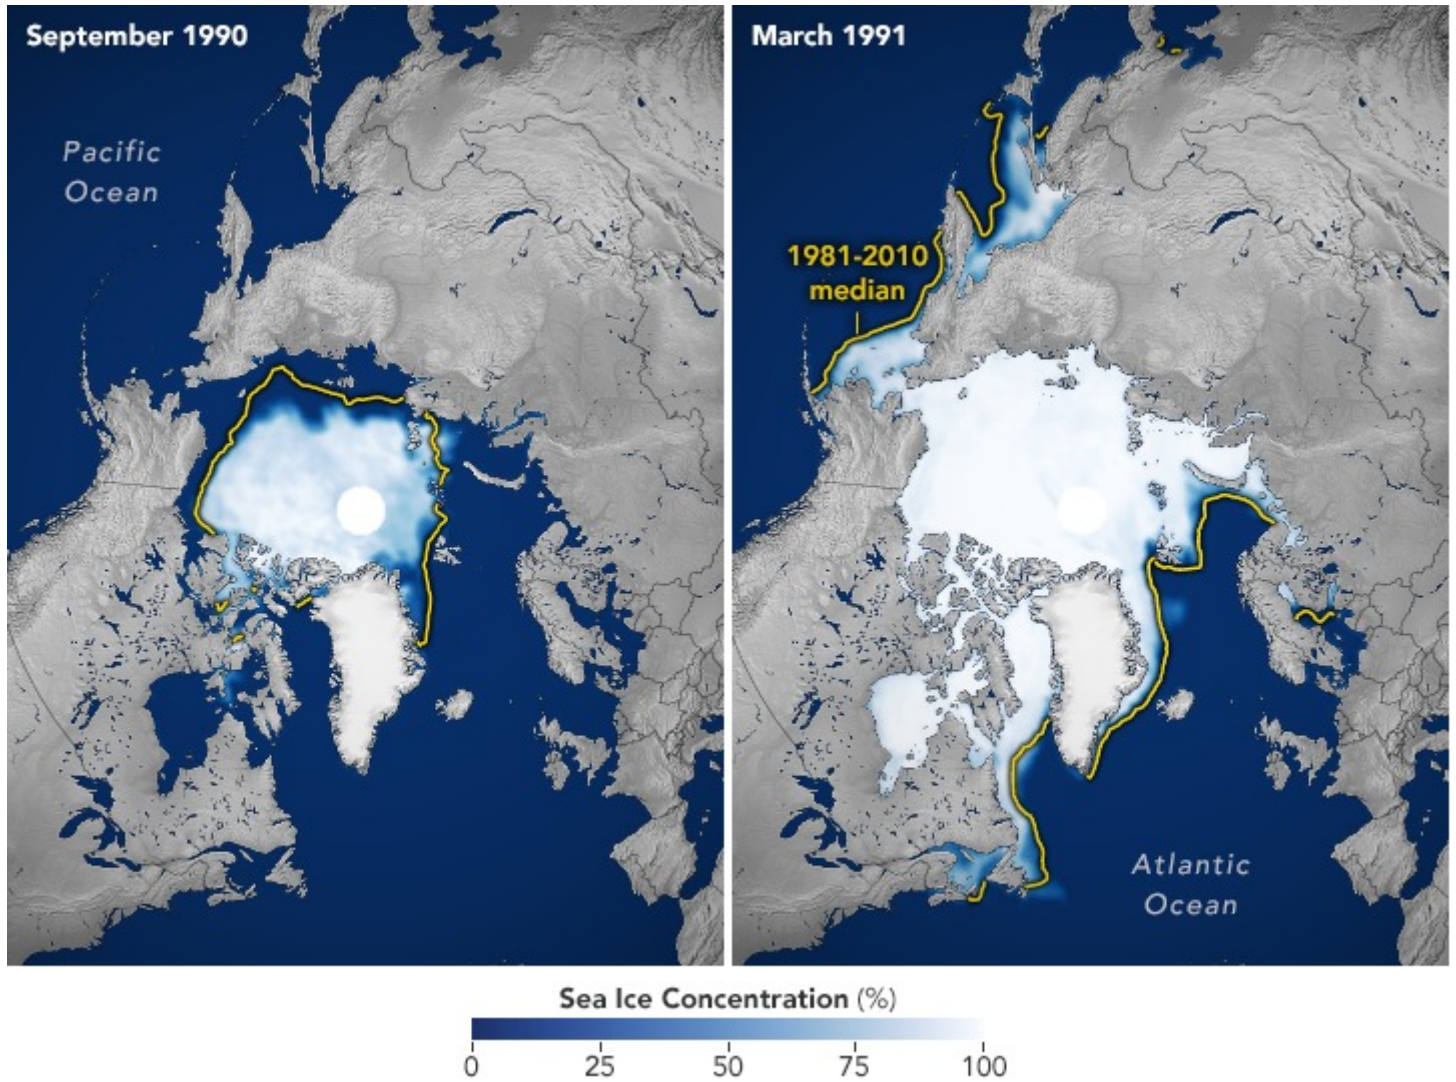 September 1990
Pacific
Ocean
March 1991
1981-2010
median
Atlantic
Ocean
Sea Ice Concentration (%)
0 25 50 75 100